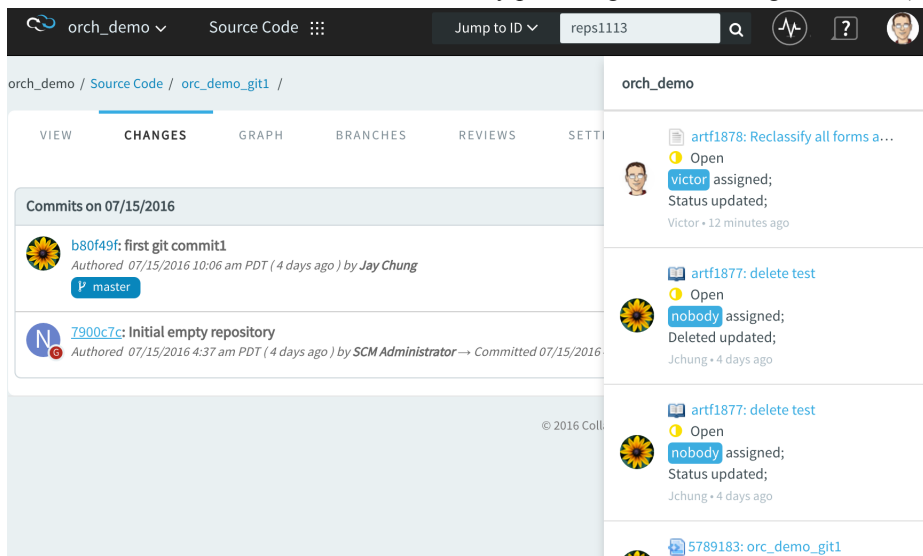 orch_demo Source Code Jump to ID reps1113 ?
orch_demo / Source Code / orc_demo_git1 /
VIEW CHANGES GRAPH BRANCHES REVIEWS SETTI
Commits on 07/15/2016
b80f49f: first git commit1
Authored 07/15/2016 10:06 am PDT ( 4 days ago ) by Jay Chung
master
N G
7900c7c: Initial empty repository
Authored 07/15/2016 4:37 am PDT ( 4 days ago ) by SCM Administrator → Committed 07/15/2016
© 2016 Colla
orch_demo
artf1878: Reclassify all forms a...
Open
victor assigned;
Status updated;
Victor • 12 minutes ago
artf1877: delete test
Open
nobody assigned;
Deleted updated;
Jchung • 4 days ago
artf1877: delete test
Open
nobody assigned;
Status updated;
Jchung • 4 days ago
5789183: orc_demo_git1